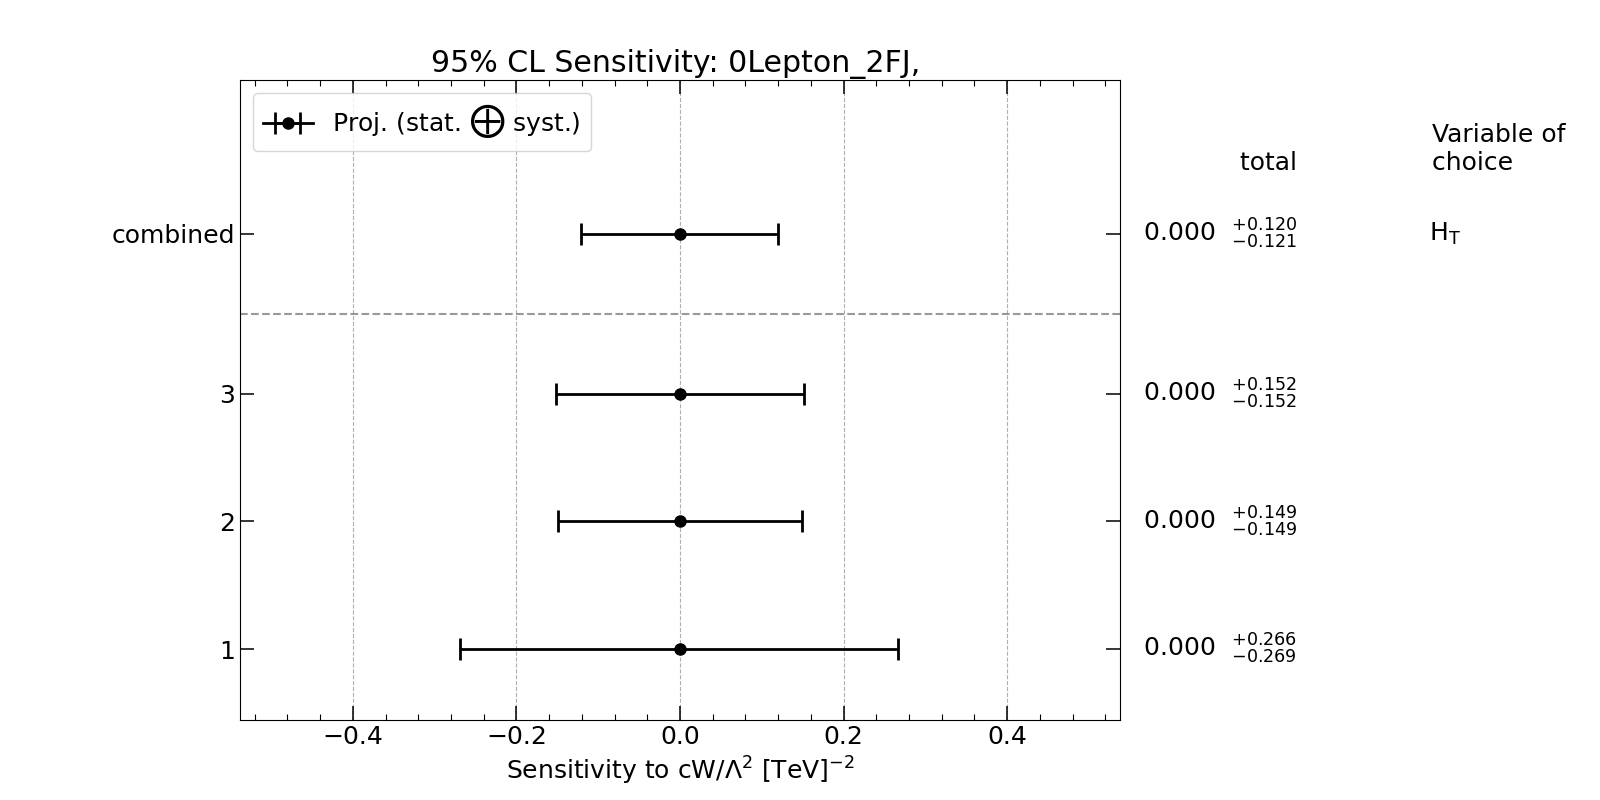 95% CL Sensitivity: 0Lepton_2FJ,
Proj. (stat. ⊕ syst.)
Variable of
choice
total
combined
0.000 +0.120 −0.121
H_T
3
0.000 +0.152 −0.152
2
0.000 +0.149 −0.149
1
0.000 +0.266 −0.269
−0.4 −0.2 0.0 0.2 0.4
Sensitivity to cW/Λ² [TeV]⁻²